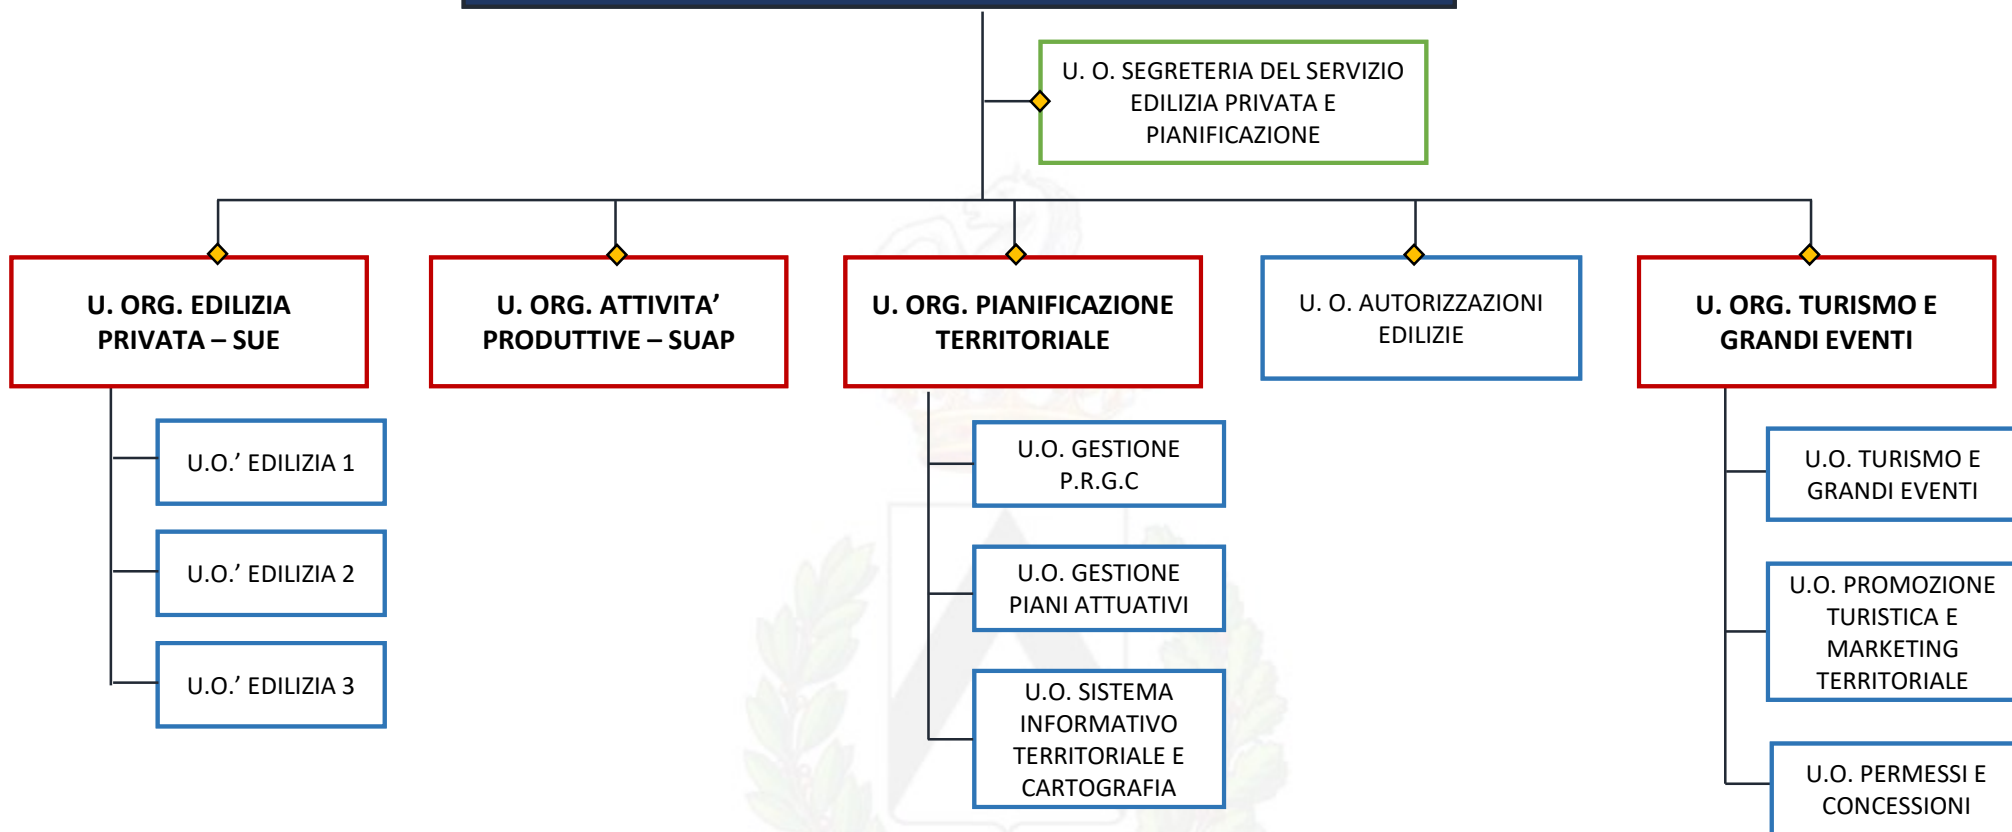 U. O. SEGRETERIA DEL SERVIZIO
EDILIZIA PRIVATA E
PIANIFICAZIONE
U. ORG. EDILIZIA
PRIVATA – SUE
U. ORG. ATTIVITA’
PRODUTTIVE – SUAP
U. ORG. PIANIFICAZIONE
TERRITORIALE
U. O. AUTORIZZAZIONI
EDILIZIE
U. ORG. TURISMO E
GRANDI EVENTI
U.O.’ EDILIZIA 1
U.O.’ EDILIZIA 2
U.O.’ EDILIZIA 3
U.O. GESTIONE
P.R.G.C
U.O. GESTIONE
PIANI ATTUATIVI
U.O. SISTEMA
INFORMATIVO
TERRITORIALE E
CARTOGRAFIA
U.O. TURISMO E
GRANDI EVENTI
U.O. PROMOZIONE
TURISTICA E
MARKETING
TERRITORIALE
U.O. PERMESSI E
CONCESSIONI